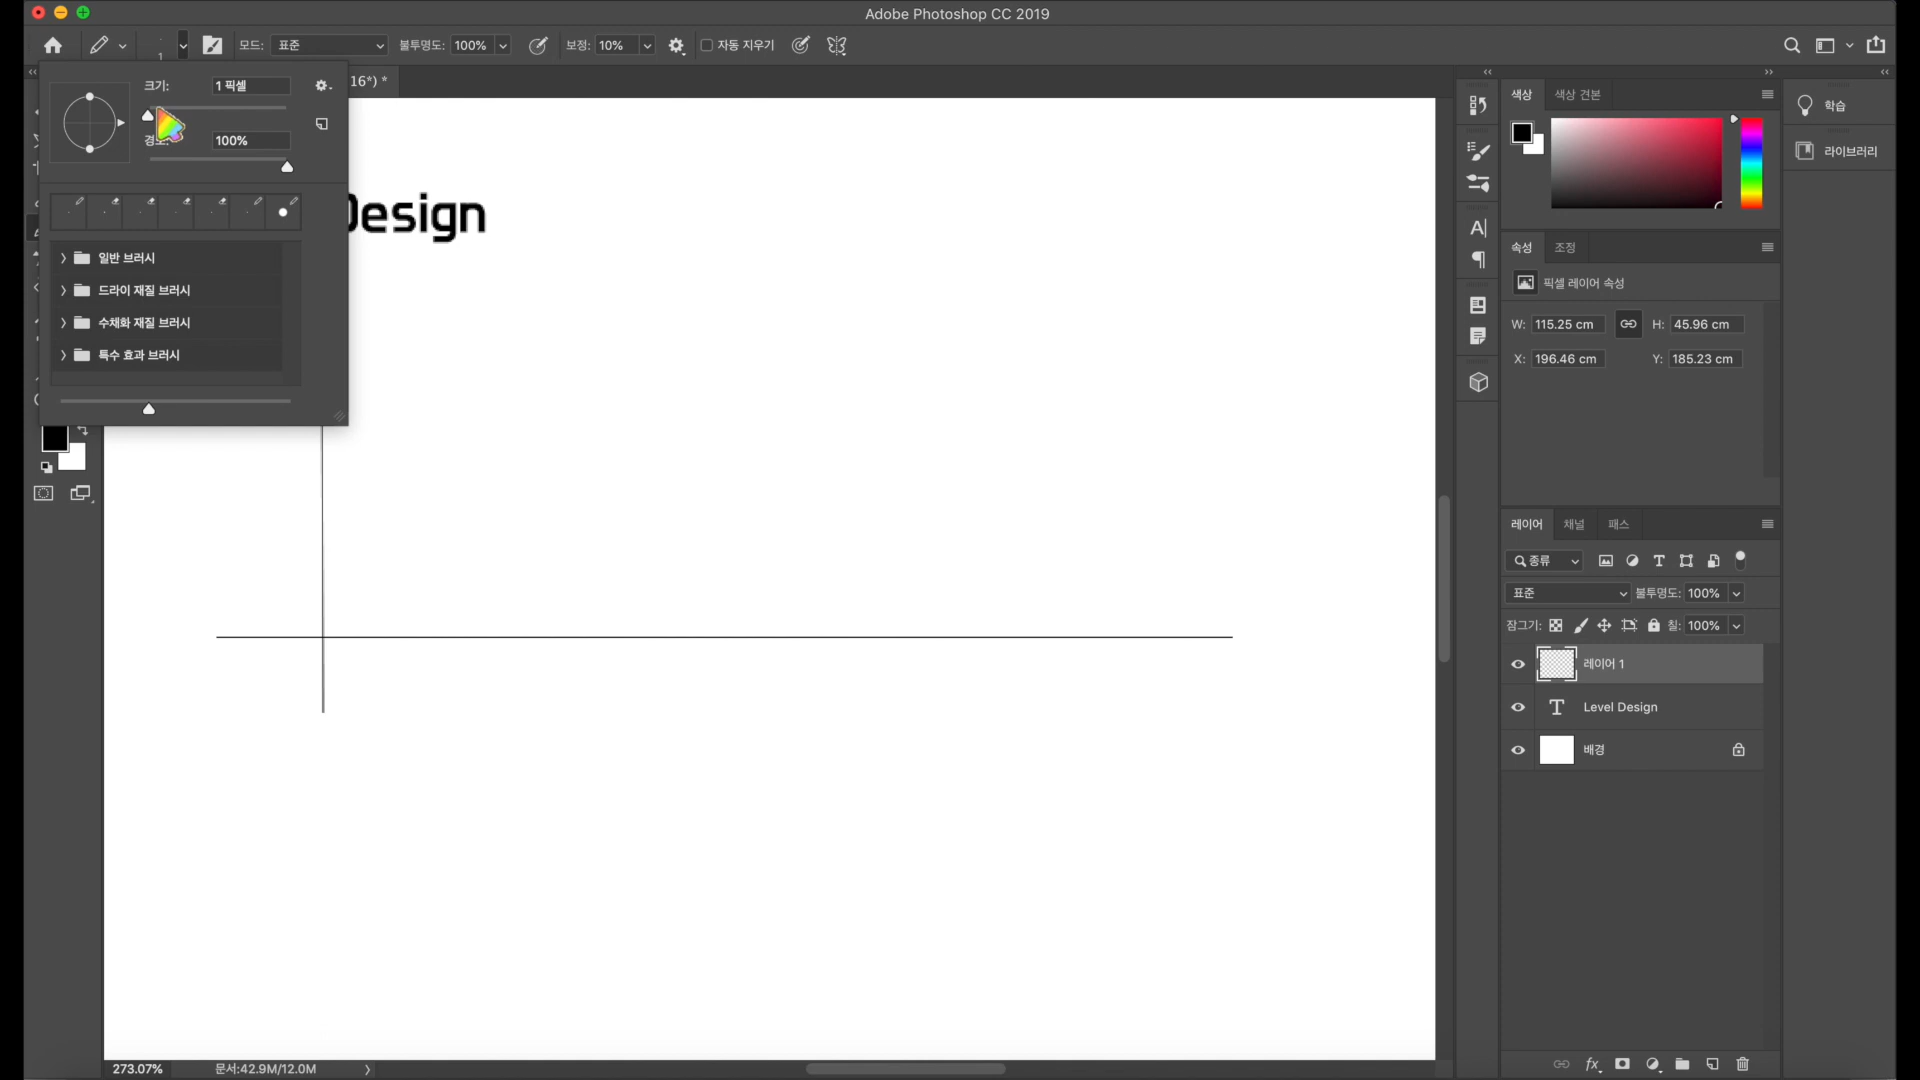 Adobe Photoshop CC 2019
1
모드: 표준
불투명도: 100%
보정: 10%
자동 지우기
16*) *
크기: 1 픽셀
100%
일반 브러시
드라이 재질 브러시
수채화 재질 브러시
특수 효과 브러시
Design
색상 색상 견본
학습
라이브러리
속성 조정
픽셀 레이어 속성
W: 115.25 cm H: 45.96 cm
X: 196.46 cm Y: 185.23 cm
레이어 채널 패스
종류
표준 불투명도: 100%
잠그기: 칠: 100%
레이어 1
Level Design
배경
273.07% 문서:42.9M/12.0M